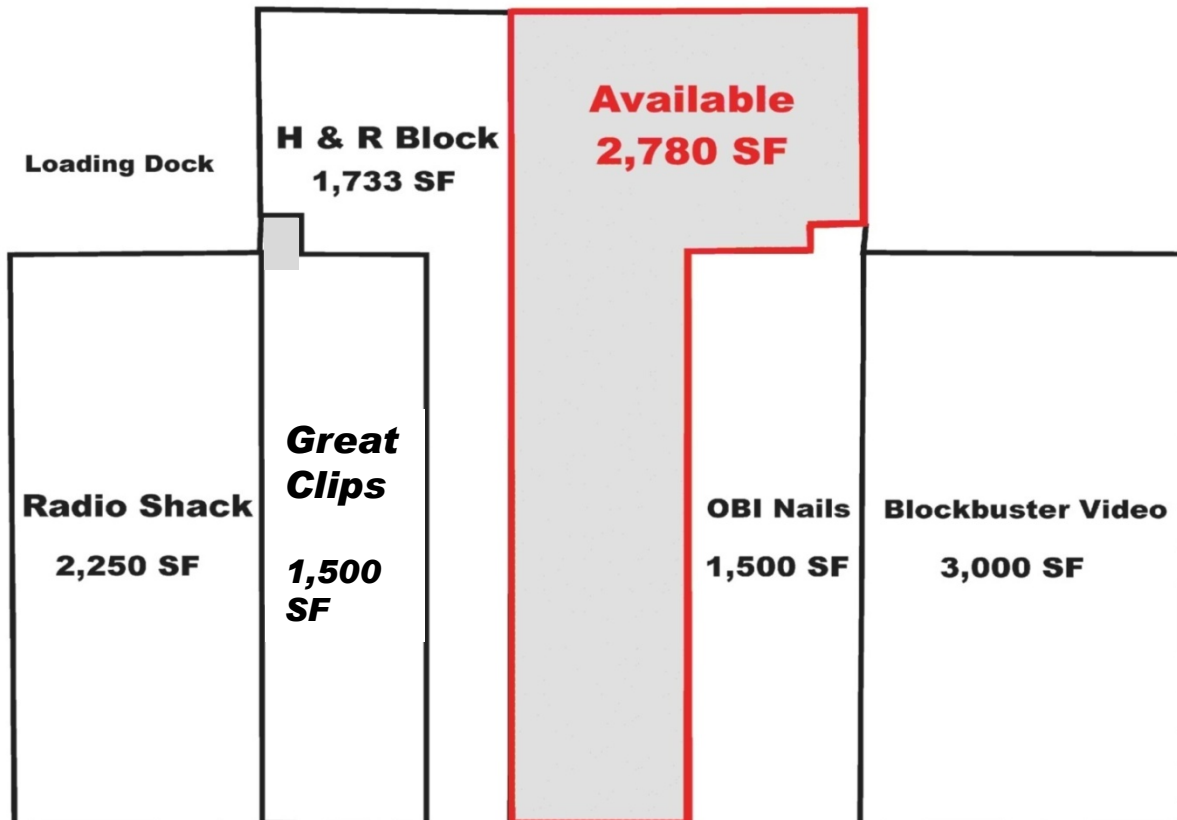 Available
2,780 SF
H & R Block
1,733 SF
Loading Dock
Great
Clips
1,500
SF
Radio Shack
2,250 SF
OBI Nails
1,500 SF
Blockbuster Video
3,000 SF